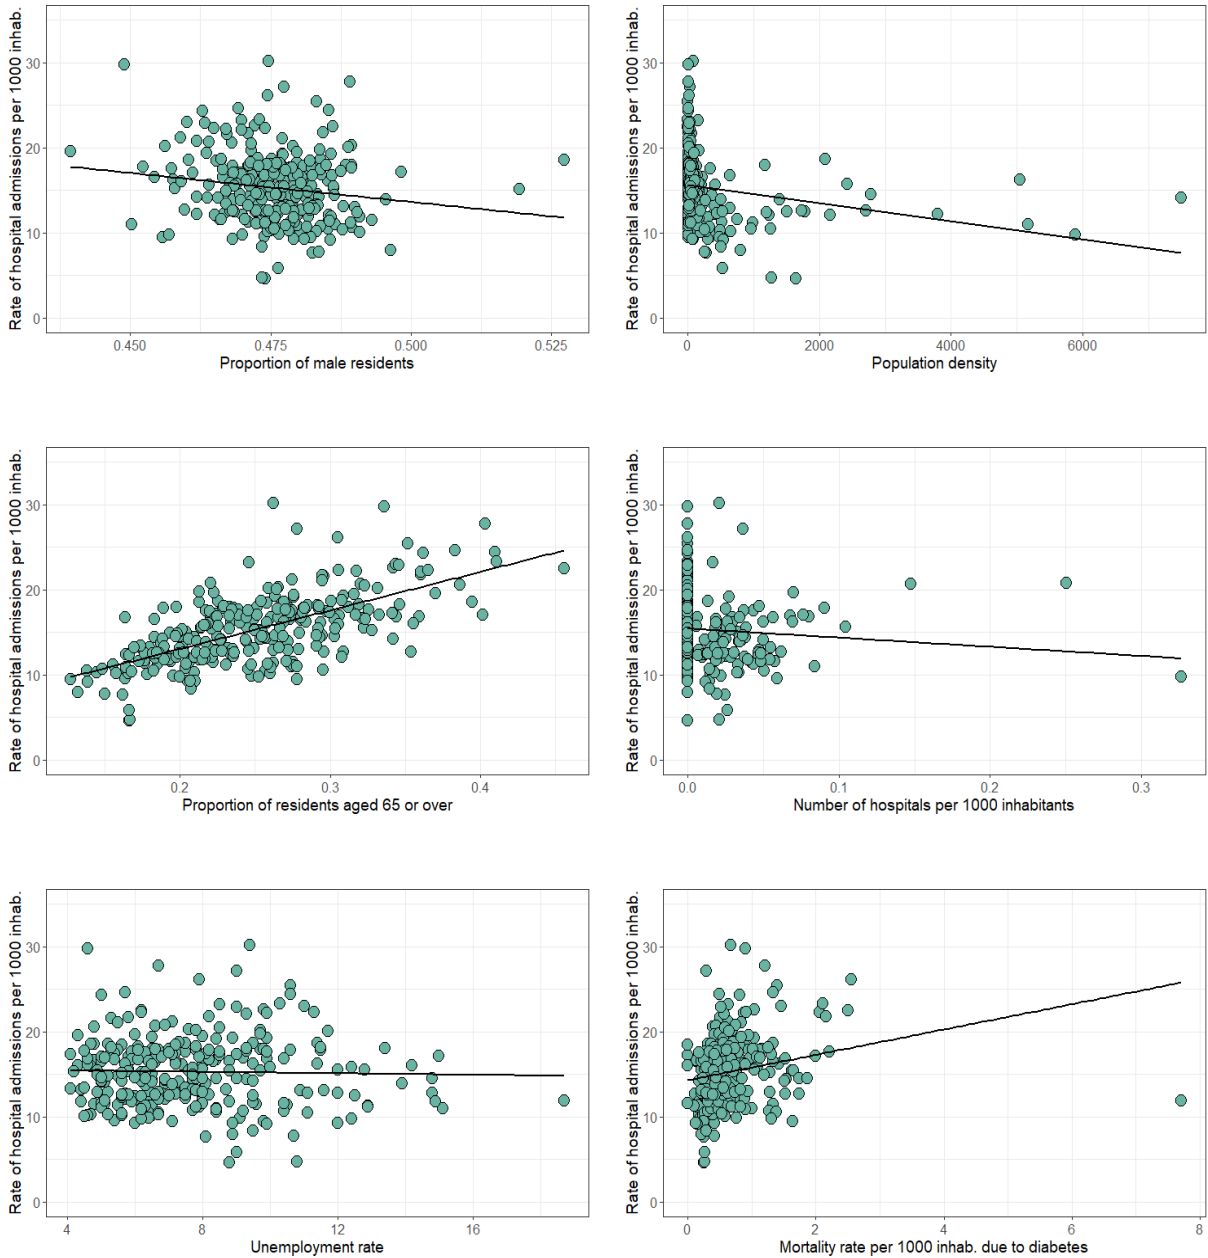 Rate of hospital admissions per 1000 inhab.
30
20
10
0
0.450 0.475 0.500 0.525
Proportion of male residents
Rate of hospital admissions per 1000 inhab.
30
20
10
0
0 2000 4000 6000
Population density
Rate of hospital admissions per 1000 inhab.
30
20
10
0
0.2 0.3 0.4
Proportion of residents aged 65 or over
Rate of hospital admissions per 1000 inhab.
30
20
10
0
0.0 0.1 0.2 0.3
Number of hospitals per 1000 inhabitants
Rate of hospital admissions per 1000 inhab.
30
20
10
0
4 8 12 16
Unemployment rate
Rate of hospital admissions per 1000 inhab.
30
20
10
0
0 2 4 6 8
Mortality rate per 1000 inhab. due to diabetes